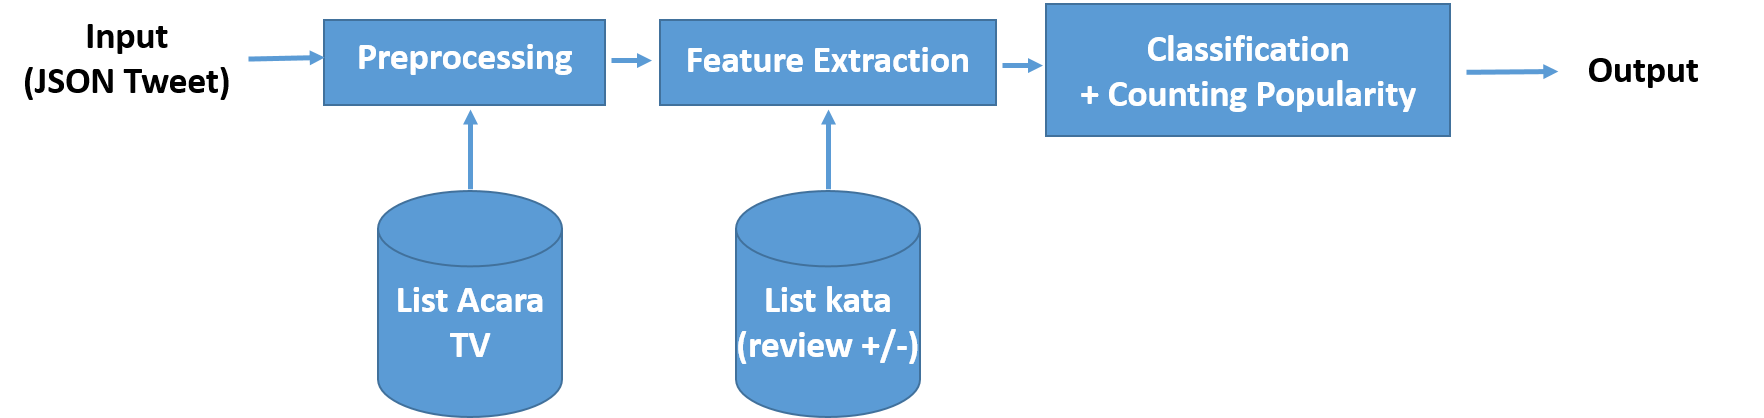 Input
(JSON Tweet)
Preprocessing
Feature Extraction
Classification
+ Counting Popularity
Output
List Acara
TV
List kata
(review +/-)